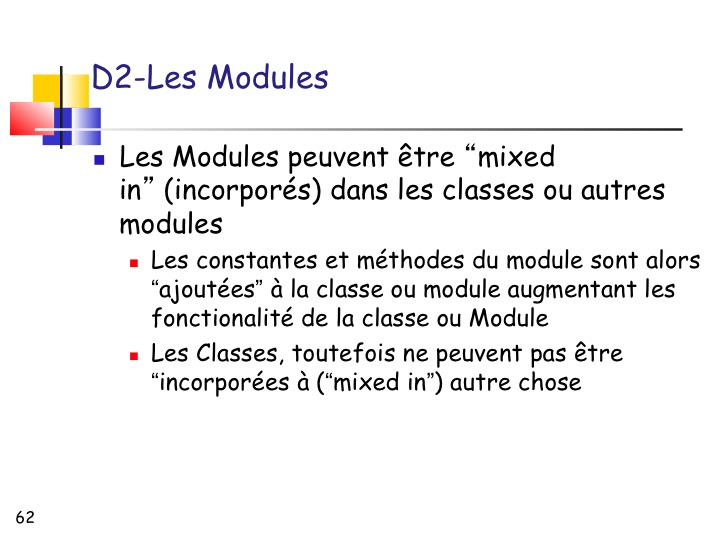 D2-Les Modules
Les Modules peuvent être “mixed
in” (incorporés) dans les classes ou autres
modules
Les constantes et méthodes du module sont alors
“ajoutées” à la classe ou module augmentant les
fonctionalité de la classe ou Module
Les Classes, toutefois ne peuvent pas être
“incorporées à (“mixed in”) autre chose
62